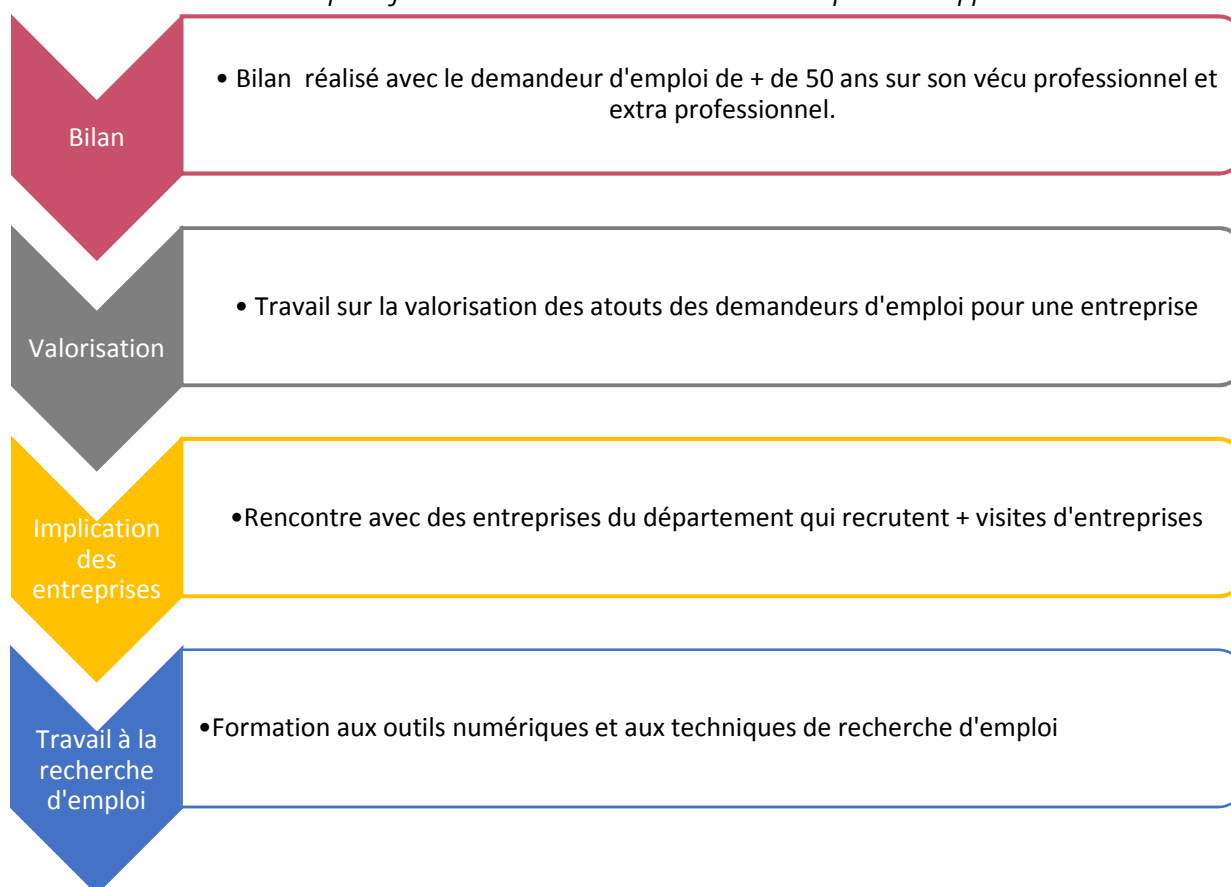 Bilan
• Bilan réalisé avec le demandeur d'emploi de + de 50 ans sur son vécu professionnel et
extra professionnel.
Valorisation
• Travail sur la valorisation des atouts des demandeurs d'emploi pour une entreprise
Implication
des
entreprises
•Rencontre avec des entreprises du département qui recrutent + visites d'entreprises
Travail à la
recherche
d'emploi
•Formation aux outils numériques et aux techniques de recherche d'emploi